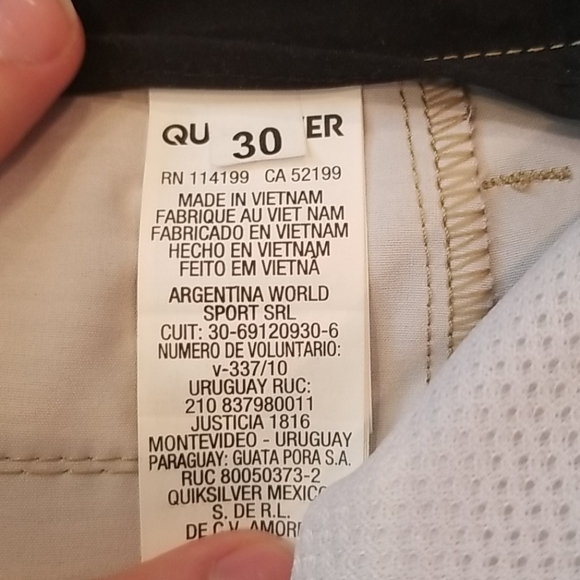 QU ER
30
RN 114199 CA 52199
MADE IN VIETNAM
FABRIQUE AU VIET NAM
FABRICADO EN VIETNAM
HECHO EN VIETNAM
FEITO EM VIETNÃ
ARGENTINA WORLD
SPORT SRL
CUIT: 30-69120930-6
NUMERO DE VOLUNTARIO:
v-337/10
URUGUAY RUC:
210 837980011
JUSTICIA 1816
MONTEVIDEO - URUGUAY
PARAGUAY: GUATA PORA S.A.
RUC 80050373-2
QUIKSILVER MEXICO
S. DE R.L.
DE C.V.